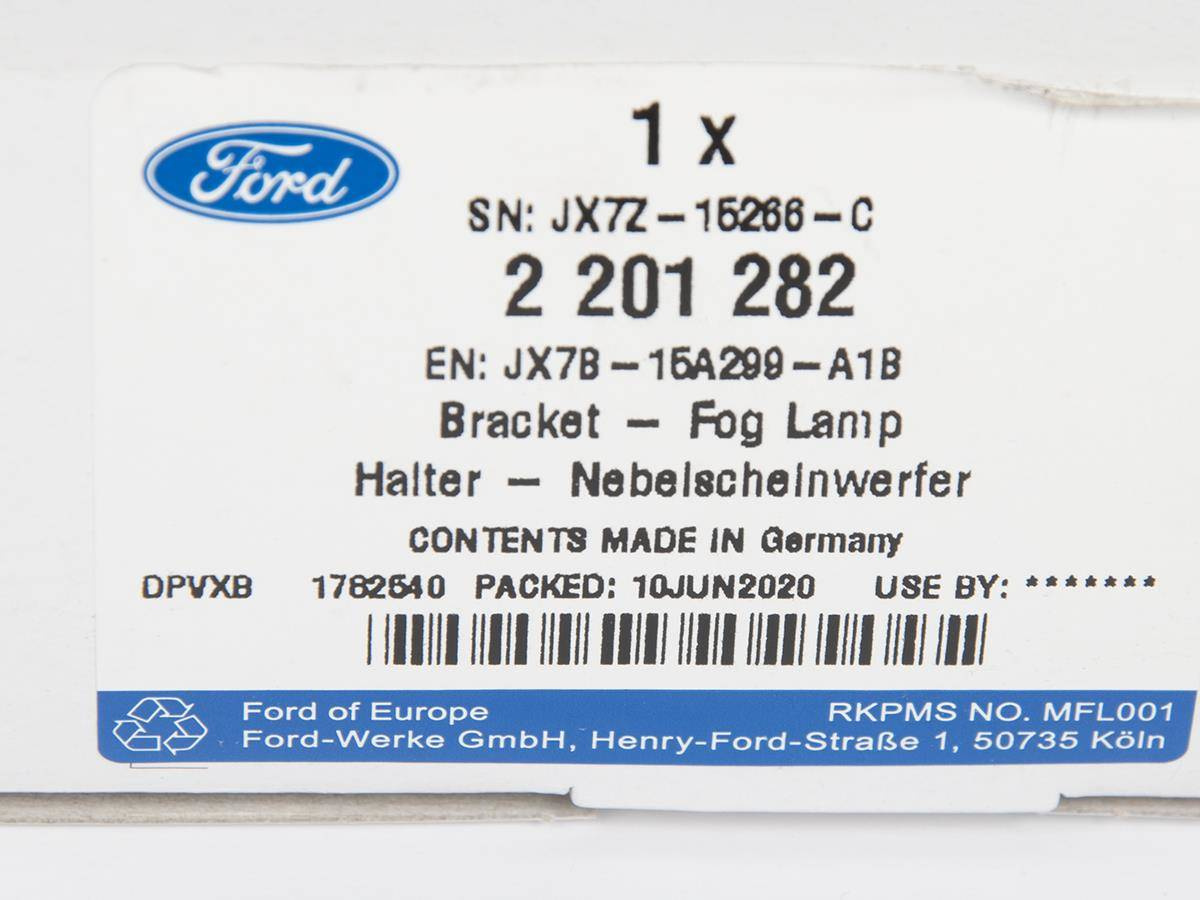 Ford
1 x
SN: JX7Z-15266-C
2 201 282
EN: JX7B-15A299-A1B
Bracket - Fog Lamp
Halter - Nebelscheinwerfer
CONTENTS MADE IN Germany
DPVXB 1782540 PACKED: 10JUN2020 USE BY: *******
Ford of Europe RKPMS NO. MFL001
Ford-Werke GmbH, Henry-Ford-Straße 1, 50735 Köln